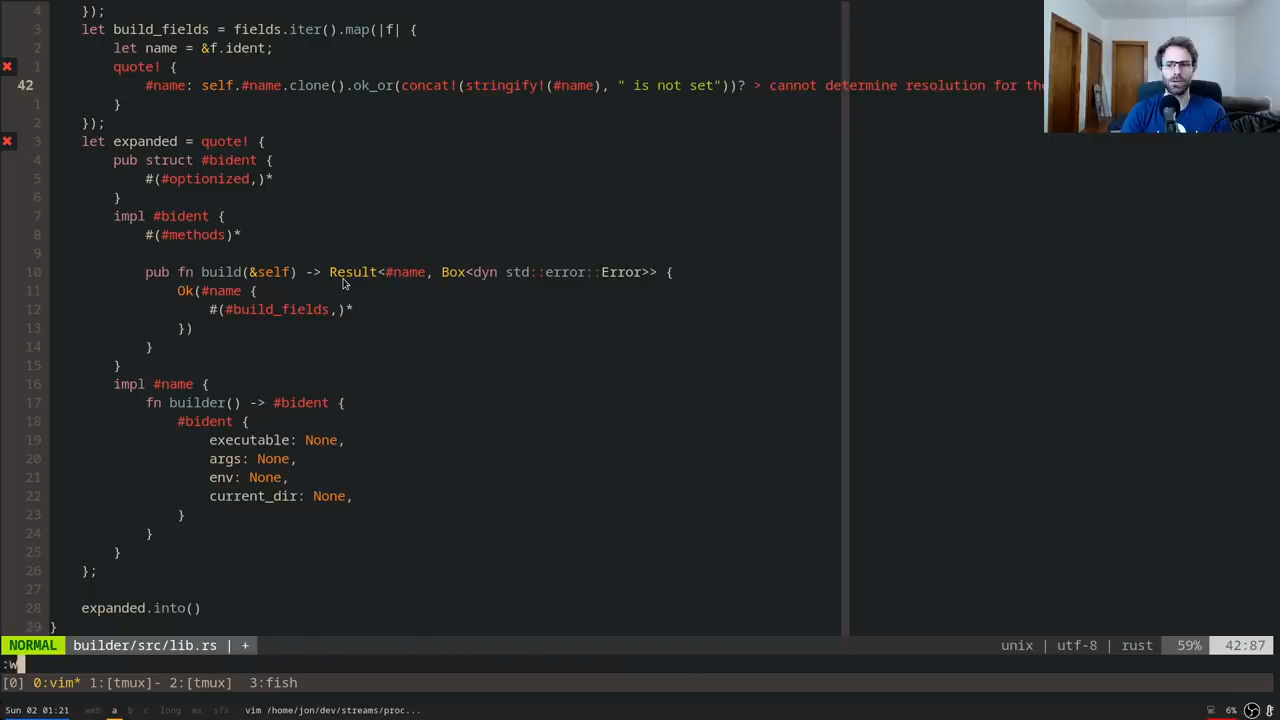 4 });
3 let build_fields = fields.iter().map(|f| {
2 let name = &f.ident;
1 quote! {
42 #name: self.#name.clone().ok_or(concat!(stringify!(#name), " is not set"))? > cannot determine resolution for the
1 }
2 });
3 let expanded = quote! {
4 pub struct #bident {
5 #(#optionized,)*
6 }
7 impl #bident {
8 #(#methods)*
9
10 pub fn build(&self) -> Result<#name, Box<dyn std::error::Error>> {
11 Ok(#name {
12 #(#build_fields,)*
13 })
14 }
15 }
16 impl #name {
17 fn builder() -> #bident {
18 #bident {
19 executable: None,
20 args: None,
21 env: None,
22 current_dir: None,
23 }
24 }
25 }
26 };
27
28 expanded.into()
29 }
NORMAL builder/src/lib.rs | + unix | utf-8 | rust 59% 42:87
:w
[0] 0:vim* 1:[tmux]- 2:[tmux] 3:fish
Sun 02 01:21 web a b c long mx sfx vim /home/jon/dev/streams/proc... 6%